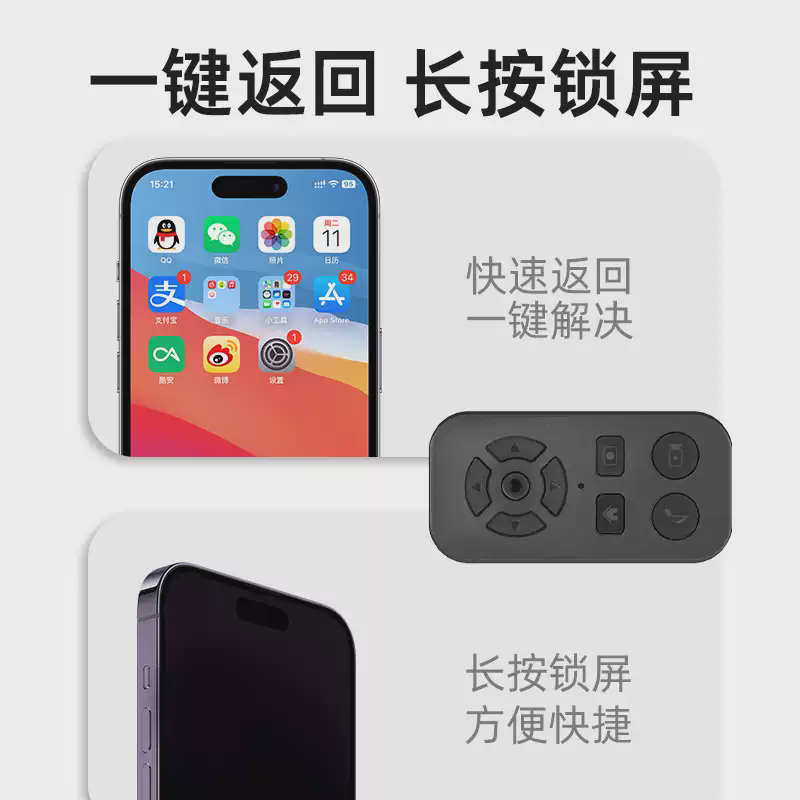 一键返回 长按锁屏
15:21
95
周二
11
QQ
微信
照片
日历
1
29
34
支付宝
音乐
小工具
App Store
1
酷安
微博
设置
快速返回
一键解决
长按锁屏
方便快捷